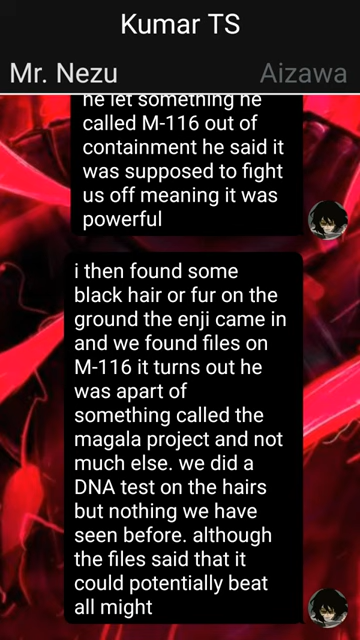 Kumar TS
Mr. Nezu
Aizawa
he let something he
called M-116 out of
containment he said it
was supposed to fight
us off meaning it was
powerful
i then found some
black hair or fur on the
ground the enji came in
and we found files on
M-116 it turns out he
was apart of
something called the
magala project and not
much else. we did a
DNA test on the hairs
but nothing we have
seen before. although
the files said that it
could potentially beat
all might